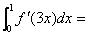 ∫₀¹ f '(3x)dx =